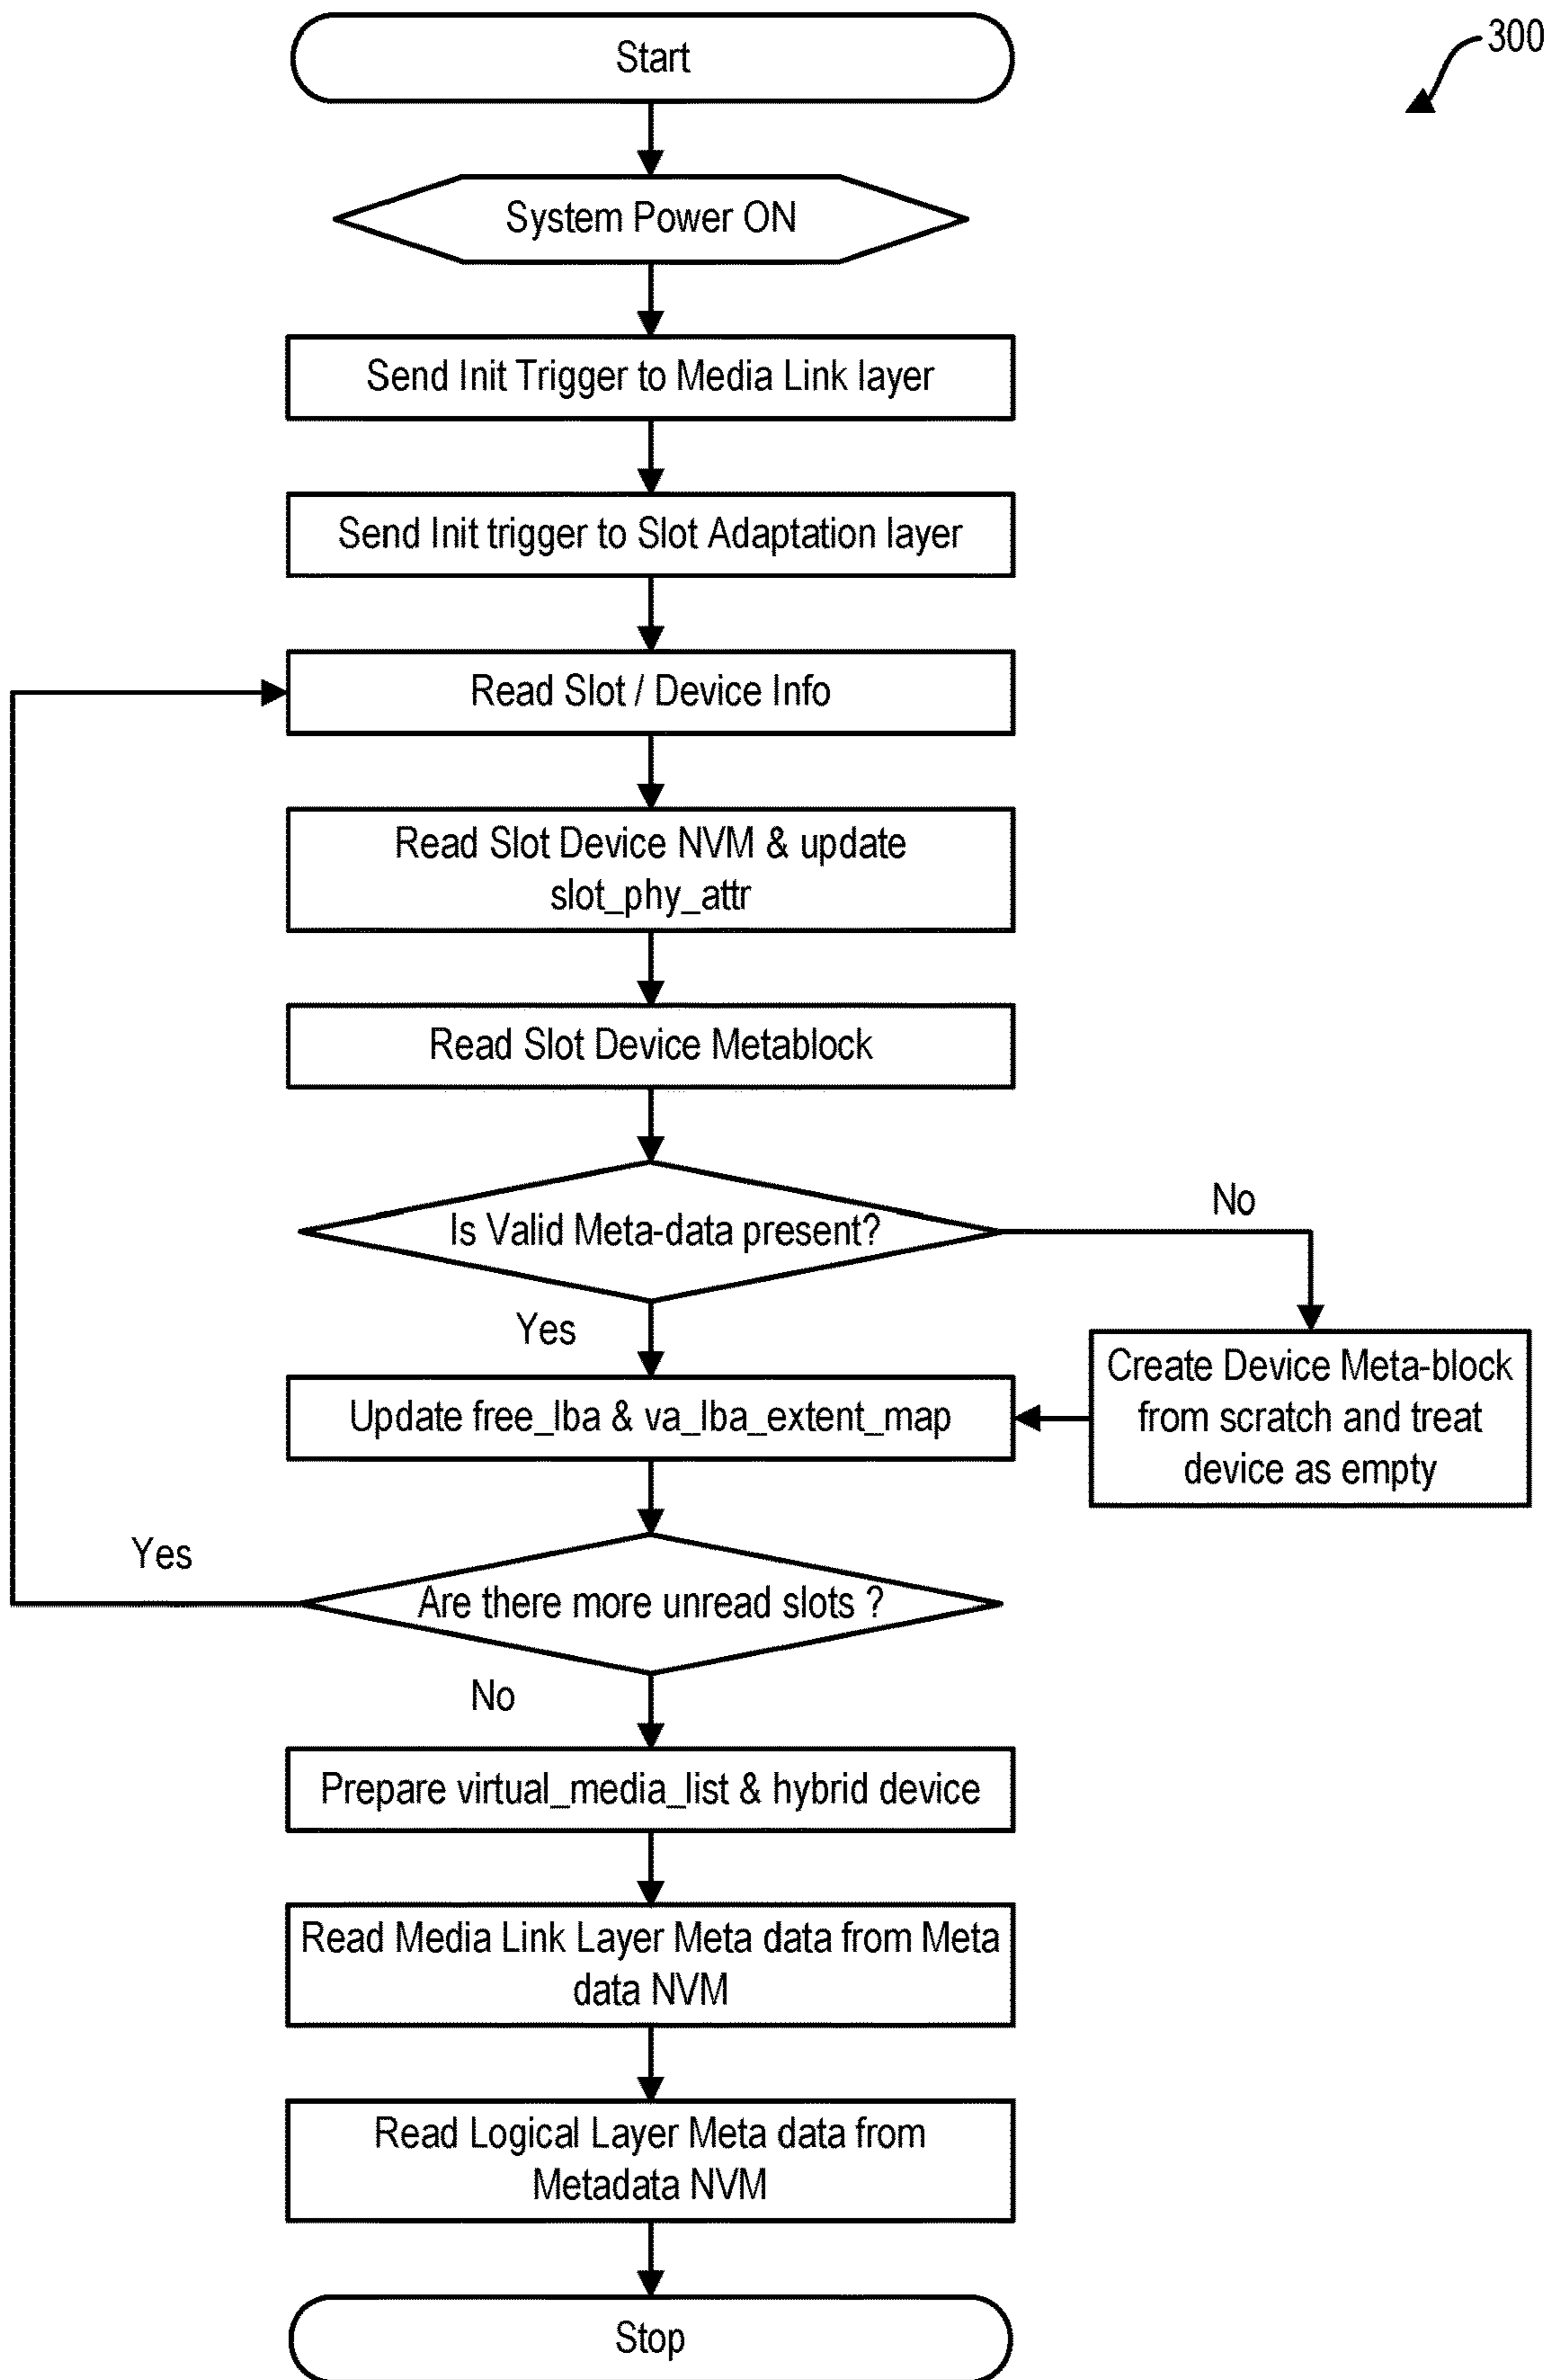 Start
300
System Power ON
Send Init Trigger to Media Link layer
Send Init trigger to Slot Adaptation layer
Read Slot / Device Info
Read Slot Device NVM & update
slot_phy_attr
Read Slot Device Metablock
Is Valid Meta-data present?
No
Yes
Create Device Meta-block
from scratch and treat
device as empty
Update free_lba & va_lba_extent_map
Yes
Are there more unread slots ?
No
Prepare virtual_media_list & hybrid device
Read Media Link Layer Meta data from Meta
data NVM
Read Logical Layer Meta data from
Metadata NVM
Stop